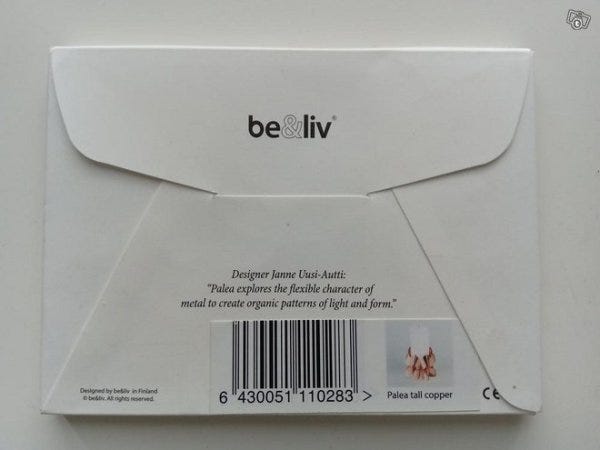 be&liv®
Designer Janne Uusi-Autti:
"Palea explores the flexible character of
metal to create organic patterns of light and form."
Designed by be&liv in Finland
© be&liv. All rights reserved.
6 430051 110283 >
Palea tall copper
CE